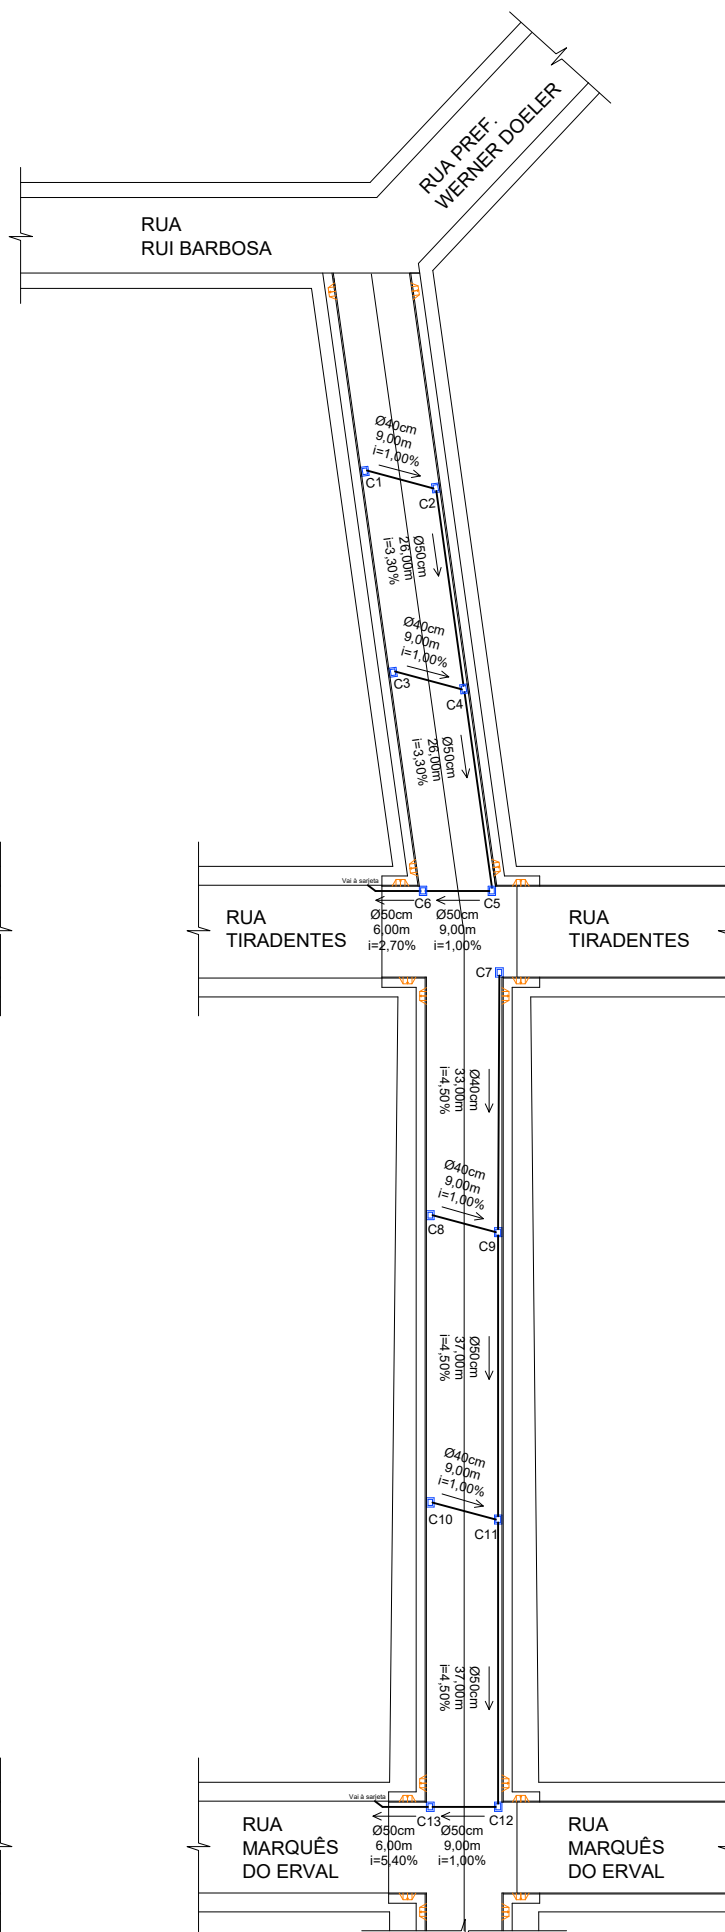 RUA PREF.
WERNER DOELER
RUA
RUI BARBOSA
Ø40cm
9,00m
i=1,00%
C1
C2
Ø50cm
26,00m
i=3,30%
Ø40cm
9,00m
i=1,00%
C3
C4
Ø50cm
26,00m
i=3,30%
Vai à sarjeta
C6
C5
RUA
TIRADENTES
Ø50cm
6,00m
i=2,70%
Ø50cm
9,00m
i=1,00%
RUA
TIRADENTES
C7
Ø40cm
33,00m
i=4,50%
Ø40cm
9,00m
i=1,00%
C8
C9
Ø50cm
37,00m
i=4,50%
Ø40cm
9,00m
i=1,00%
C10
C11
Ø50cm
37,00m
i=4,50%
Vai à sarjeta
C13
C12
RUA
MARQUÊS
DO ERVAL
Ø50cm
6,00m
i=5,40%
Ø50cm
9,00m
i=1,00%
RUA
MARQUÊS
DO ERVAL